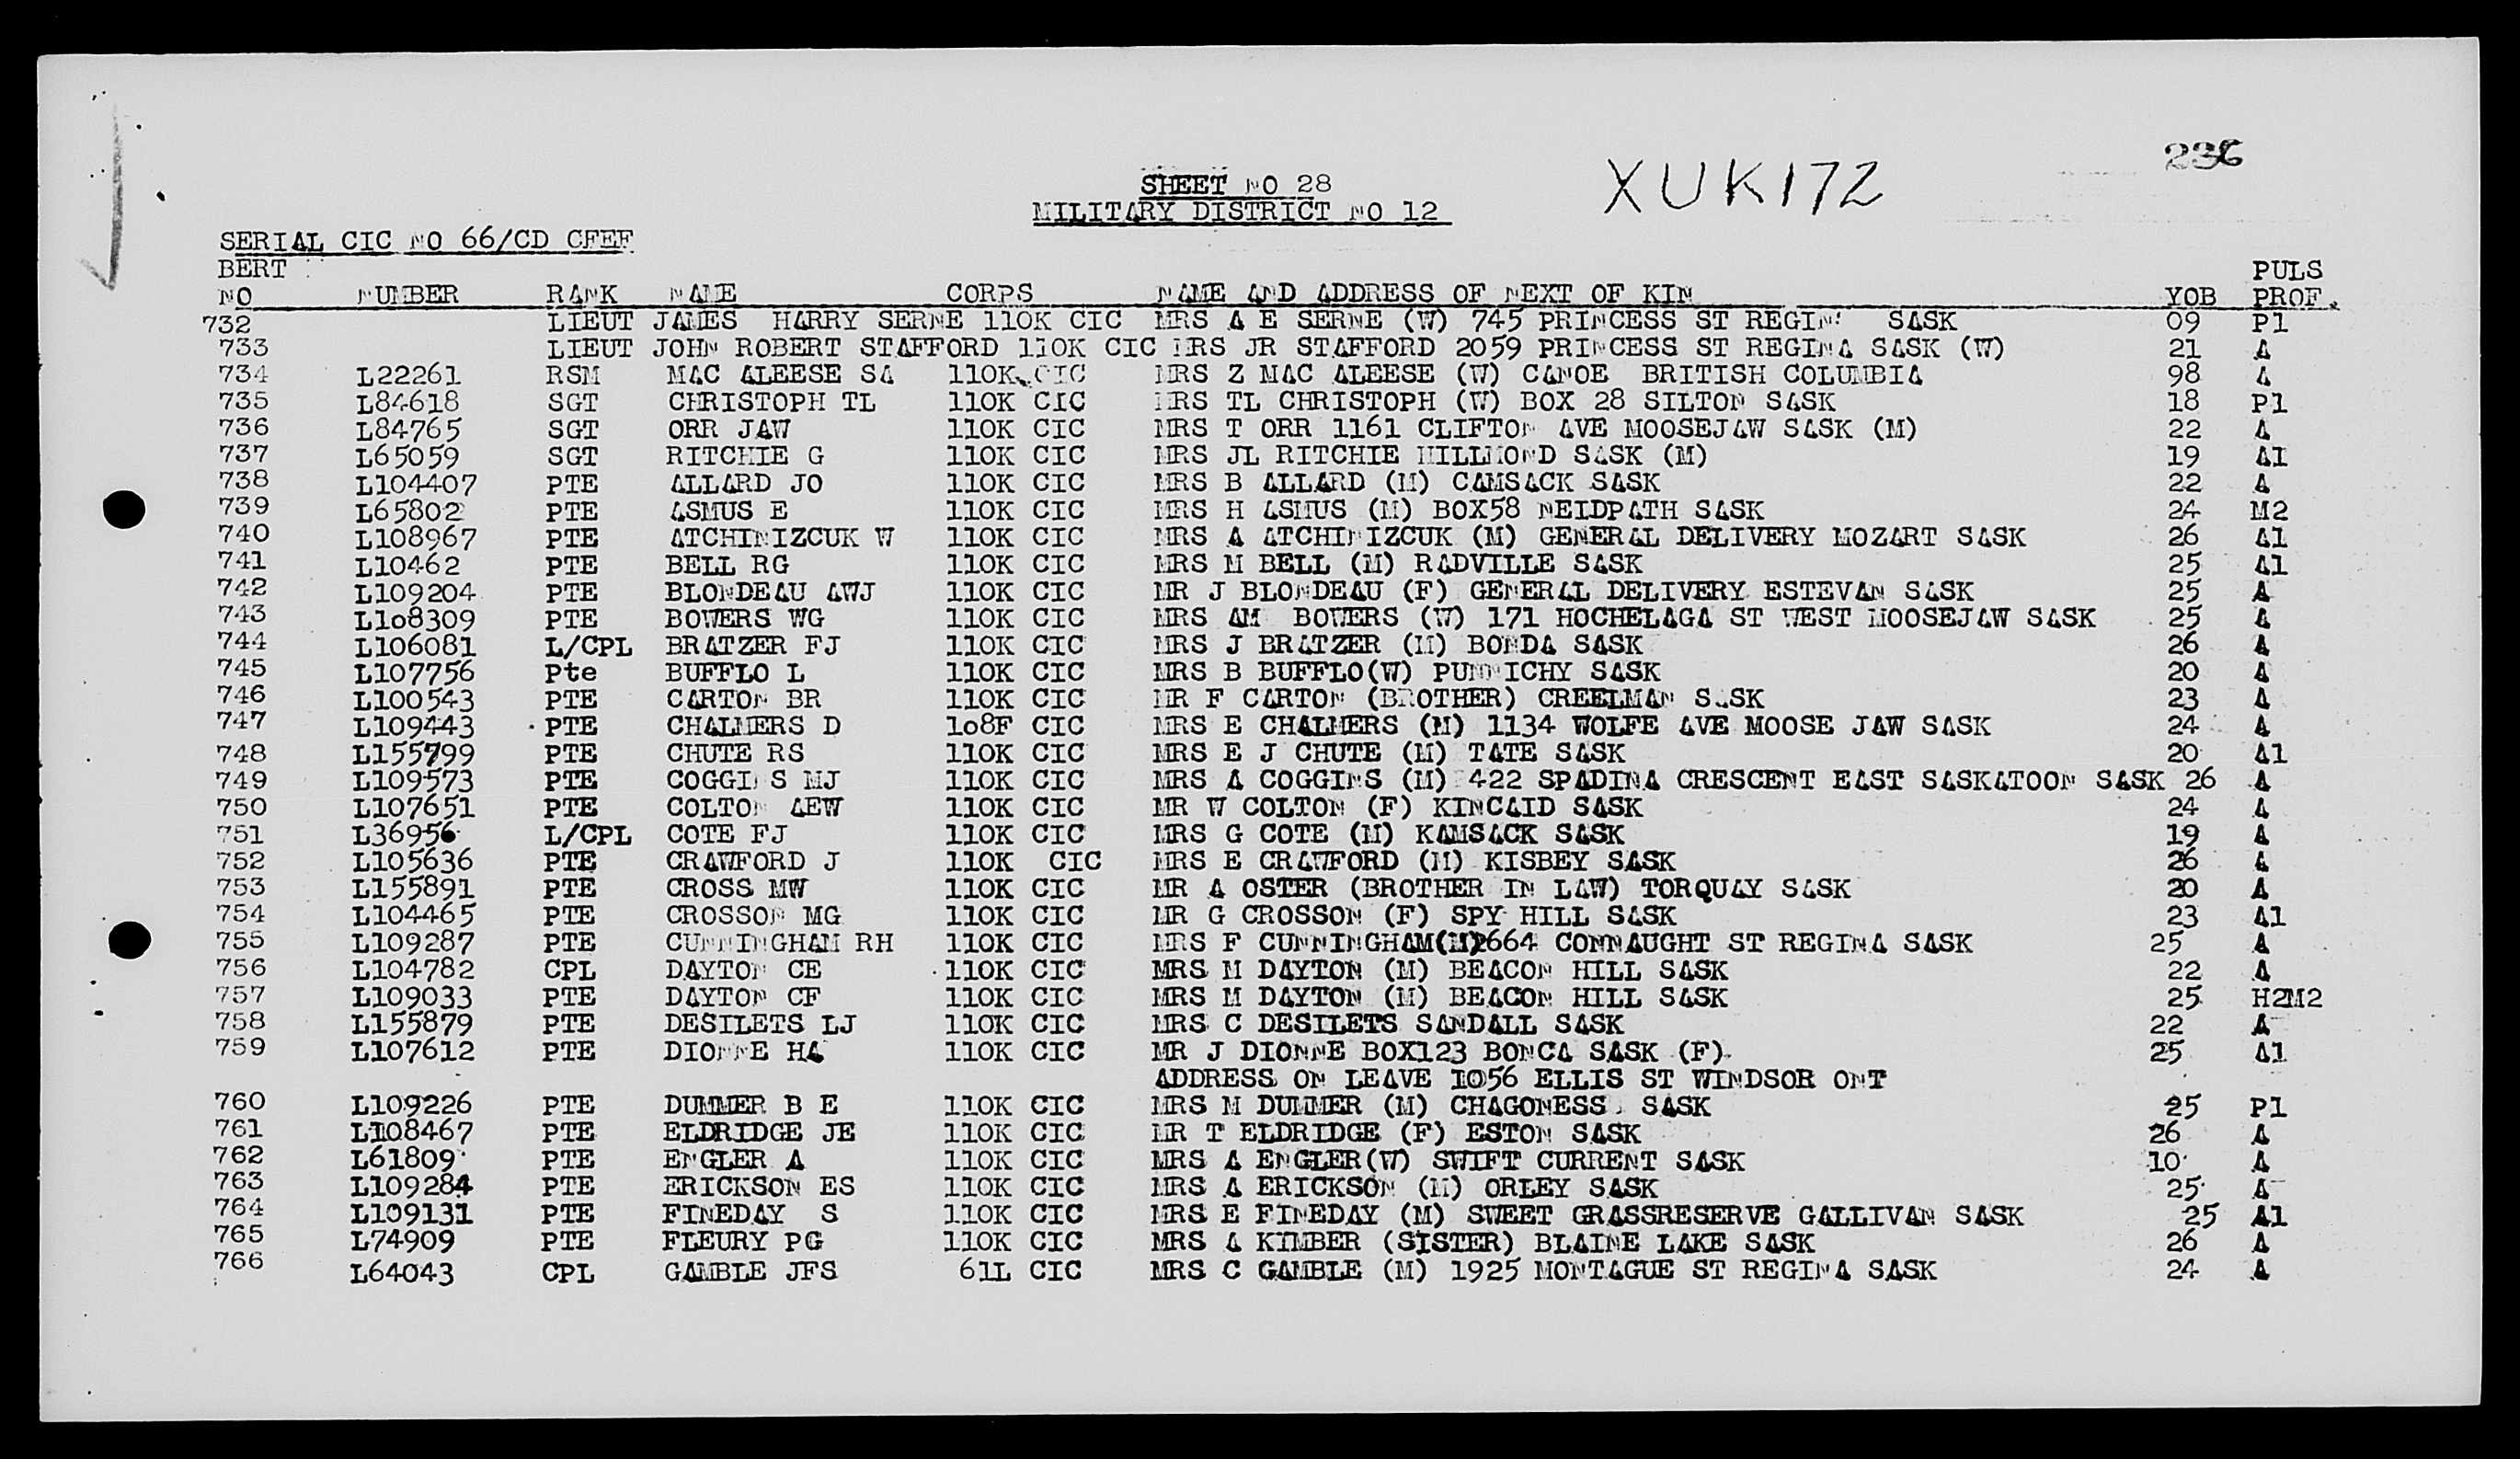 236
SHEET NO 28 XUK172
MILITARY DISTRICT NO 12
SERIAL CIC NO 66/CD CFEF
BERT PULS
NO NUMBER RANK NAME CORPS NAME AND ADDRESS OF NEXT OF KIN YOB PROF.
732 LIEUT JAMES HARRY SERNE 110K CIC MRS A E SERNE (W) 745 PRINCESS ST REGINA SASK 09 P1
733 LIEUT JOHN ROBERT STAFFORD 110K CIC MRS JR STAFFORD 2059 PRINCESS ST REGINA SASK (W) 21 A
734 L22261 RSM MAC ALEESE SA 110K CIC MRS Z MAC ALEESE (W) CANOE BRITISH COLUMBIA 98 A
735 L84618 SGT CHRISTOPH TL 110K CIC MRS TL CHRISTOPH (W) BOX 28 SILTON SASK 18 P1
736 L84765 SGT ORR JAW 110K CIC MRS T ORR 1161 CLIFTON AVE MOOSEJAW SASK (M) 22 A
737 L65059 SGT RITCHIE G 110K CIC MRS JL RITCHIE HILLMOND SASK (M) 19 AI
738 L104407 PTE ALLARD JO 110K CIC MRS B ALLARD (M) CAMSACK SASK 22 A
739 L65802 PTE ASMUS E 110K CIC MRS H ASMUS (M) BOX58 NEIDPATH SASK 24 M2
740 L108967 PTE ATCHINIZCUK W 110K CIC MRS A ATCHINIZCUK (M) GENERAL DELIVERY MOZART SASK 26 A1
741 L10462 PTE BELL RG 110K CIC MRS M BELL (M) RADVILLE SASK 25 A1
742 L109204 PTE BLONDEAU AWJ 110K CIC MR J BLONDEAU (F) GENERAL DELIVERY ESTEVAN SASK 25 A
743 L1o8309 PTE BOWERS WG 110K CIC MRS AM BOWERS (W) 171 HOCHELAGA ST WEST MOOSEJAW SASK 25 A
744 L106081 L/CPL BRATZER FJ 110K CIC MRS J BRATZER (M) BONDA SASK 26 A
745 L107756 Pte BUFFLO L 110K CIC MRS B BUFFLO(W) PUNNICHY SASK 20 A
746 L100543 PTE CARTON BR 110K CIC MR F CARTON (BROTHER) CREELMAN SASK 23 A
747 L109443 PTE CHALMERS D 1o8F CIC MRS E CHALMERS (M) 1134 WOLFE AVE MOOSE JAW SASK 24 A
748 L155799 PTE CHUTE RS 110K CIC MRS E J CHUTE (M) TATE SASK 20 A1
749 L109573 PTE COGGINS MJ 110K CIC MRS A COGGINS (M) 422 SPADINA CRESCENT EAST SASKATOON SASK 26 A
750 L107651 PTE COLTON AEW 110K CIC MR W COLTON (F) KINCAID SASK 24 A
751 L36956 L/CPL COTE FJ 110K CIC MRS G COTE (M) KAMSACK SASK 19 A
752 L105636 PTE CRAWFORD J 110K CIC MRS E CRAWFORD (M) KISBEY SASK 26 A
753 L155891 PTE CROSS MW 110K CIC MR A OSTER (BROTHER IN LAW) TORQUAY SASK 20 A
754 L104465 PTE CROSSON MG 110K CIC MR G CROSSON (F) SPY HILL SASK 23 A1
755 L109287 PTE CUNNINGHAM RH 110K CIC MRS F CUNNINGHAM(M)2664 CONNAUGHT ST REGINA SASK 25 A
756 L104782 CPL DAYTON CE 110K CIC MRS M DAYTON (M) BEACON HILL SASK 22 A
757 L109033 PTE DAYTON CF 110K CIC MRS M DAYTON (M) BEACON HILL SASK 25 H2M2
758 L155879 PTE DESILETS LJ 110K CIC MRS C DESILETS SANDALL SASK 22 A
759 L107612 PTE DIONNE HA 110K CIC MR J DIONNE BOX123 BONCA SASK (F) 25 A1
ADDRESS ON LEAVE 1056 ELLIS ST WINDSOR ONT
760 L109226 PTE DUMMER B E 110K CIC MRS M DUMMER (M) CHAGONESS SASK 25 P1
761 L108467 PTE ELDRIDGE JE 110K CIC MR T ELDRIDGE (F) ESTON SASK 26 A
762 L61809 PTE ENGLER A 110K CIC MRS A ENGLER(W) SWIFT CURRENT SASK 10 A
763 L109284 PTE ERICKSON ES 110K CIC MRS A ERICKSON (M) ORLEY SASK 25 A
764 L109131 PTE FINEDAY S 110K CIC MRS E FINEDAY (M) SWEET GRASSRESERVE GALLIVAN SASK 25 A1
765 L74909 PTE FLEURY PG 110K CIC MRS A KIMBER (SISTER) BLAINE LAKE SASK 26 A
766 L64043 CPL GAMBLE JFS 61L CIC MRS C GAMBLE (M) 1925 MONTAGUE ST REGINA SASK 24 A